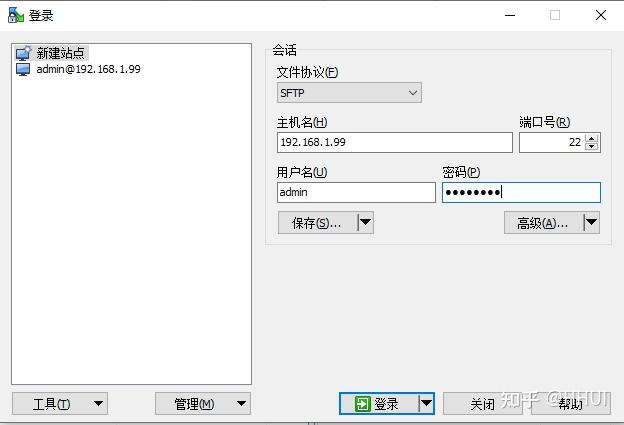 登录
新建站点
admin@192.168.1.99
会话
文件协议(F)
SFTP
主机名(H)
端口号(R)
192.168.1.99
22
用户名(U)
密码(P)
admin
●●●●●●●●
保存(S)...
高级(A)...
工具(T)
管理(M)
登录
关闭
帮助
知乎